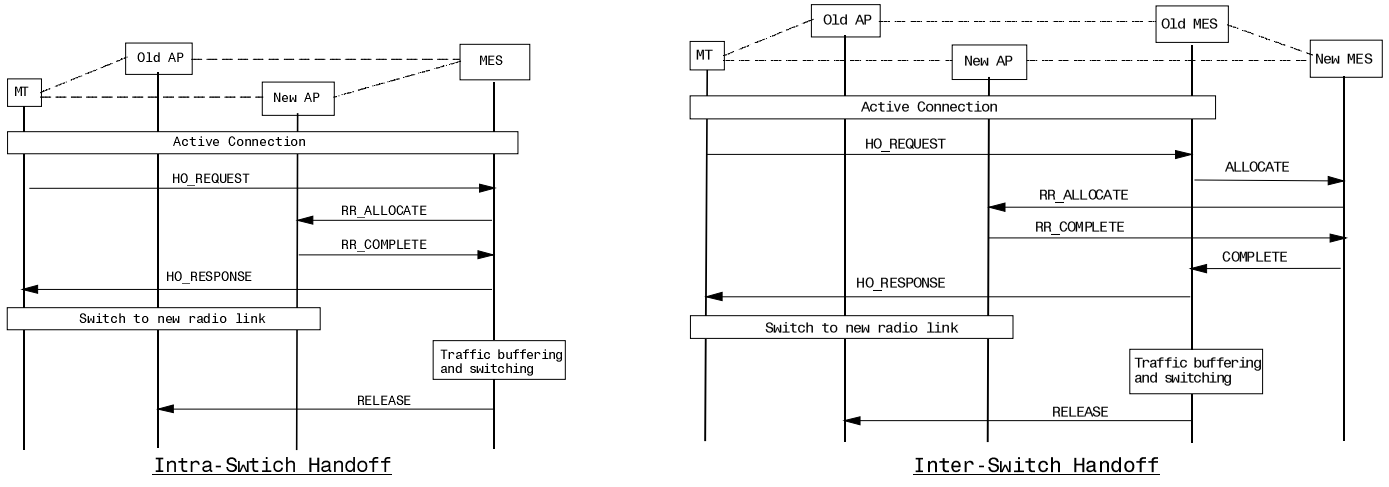 Old AP
MES
MT
New AP
Active Connection
HO_REQUEST
RR_ALLOCATE
RR_COMPLETE
HO_RESPONSE
Switch to new radio link
Traffic buffering
and switching
RELEASE
Intra-Swtich Handoff
Old AP
Old MES
MT
New AP
New MES
Active Connection
HO_REQUEST
ALLOCATE
RR_ALLOCATE
RR_COMPLETE
COMPLETE
HO_RESPONSE
Switch to new radio link
Traffic buffering
and switching
RELEASE
Inter-Switch Handoff